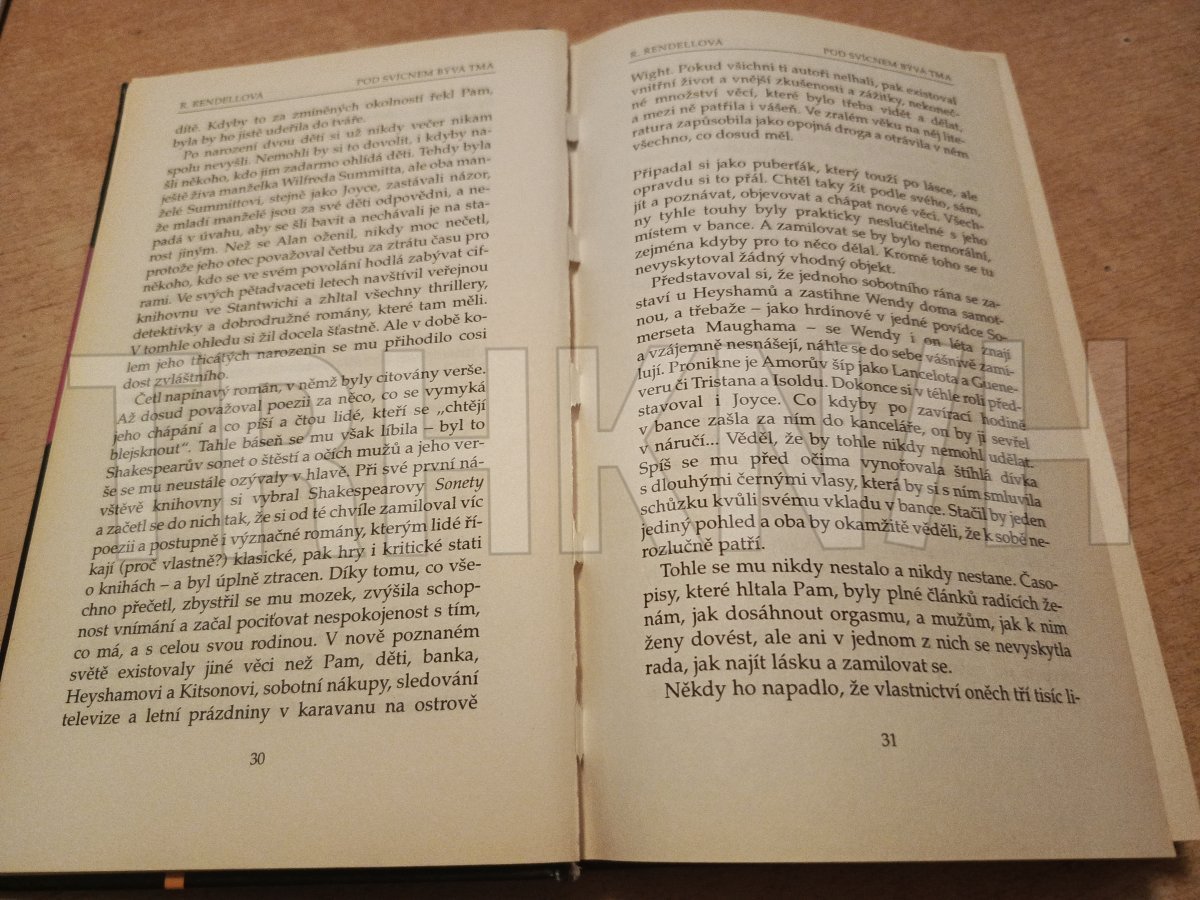 R. RENDELLOVA POD SVÍCNEM BÝVÁ TMA
dítě. Kdyby to za zmíněných okolností řekl Pam,
byla by ho jistě udeřila do tváře.
Po narození dvou dětí si už nikdy večer nikam
spolu nevyšli. Nemohli by si to dovolit, i kdyby na-
šli někoho, kdo jim zadarmo ohlídá děti. Tehdy byla
ještě živa manželka Wilfreda Summitta, ale oba man-
želé Summittovi, stejně jako Joyce, zastávali názor,
že mladí manželé jsou za své děti odpovědni, a ne-
padá v úvahu, aby se šli bavit a nechávali je na sta-
rost jiným. Než se Alan oženil, nikdy moc nečetl,
protože jeho otec považoval četbu za ztrátu času pro
někoho, kdo se ve svém povolání hodlá zabývat cif-
rami. Ve svých pětadvaceti letech navštívil veřejnou
knihovnu ve Stantwichi a zhltal všechny thrillery,
detektivky a dobrodružné romány, které tam měli.
V tomhle ohledu si žil docela šťastně. Ale v době ko-
lem jeho třicátých narozenin se mu přihodilo cosi
dost zvláštního.
Četl napínavý román, v němž byly citovány verše.
Až dosud považoval poezii za něco, co se vymyká
jeho chápání a co píší a čtou lidé, kteří se „chtějí
blejsknout“. Tahle báseň se mu však líbila – byl to
Shakespearův sonet o štěstí a očích mužů a jeho ver-
še se mu neustále ozývaly v hlavě. Při své první ná-
vštěvě knihovny si vybral Shakespearovy Sonety
a začetl se do nich tak, že si od té chvíle zamiloval víc
poezii a postupně i význačné romány, kterým lidé ří-
kají (proč vlastně?) klasické, pak hry i kritické stati
o knihách – a byl úplně ztracen. Díky tomu, co vše-
chno přečetl, zbystřil se mu mozek, zvýšila schop-
nost vnímání a začal pociťovat nespokojenost s tím,
co má, a s celou svou rodinou. V nově poznaném
světě existovaly jiné věci než Pam, děti, banka,
Heyshamovi a Kitsonovi, sobotní nákupy, sledování
televize a letní prázdniny v karavanu na ostrově
30
R. RENDELLOVA POD SVÍCNEM BÝVÁ TMA
Wight. Pokud všichni ti autoři nelhali, pak existoval
vnitřní život a vnější zkušenosti a zážitky, nekoneč-
né množství věcí, které bylo třeba vidět a dělat,
a mezi ně patřila i vášeň. Ve zralém věku na něj lite-
ratura zapůsobila jako opojná droga a otrávila v něm
všechno, co dosud měl.
Připadal si jako puberťák, který touží po lásce, ale
opravdu si to přál. Chtěl taky žít podle svého, sám,
jít a poznávat, objevovat a chápat nové věci. Všech-
ny tyhle touhy byly prakticky neslučitelné s jeho
místem v bance. A zamilovat se by bylo nemorální,
zejména kdyby pro to něco dělal. Kromě toho se tu
nevyskytoval žádný vhodný objekt.
Představoval si, že jednoho sobotního rána se za-
staví u Heyshamů a zastihne Wendy doma samot-
nou, a třebaže – jako hrdinové v jedné povídce So-
merseta Maughama – se Wendy i on léta znají
a vzájemně nesnášejí, náhle se do sebe vášnivě zami-
lují. Pronikne je Amorův šíp jako Lancelota a Guene-
veru či Tristana a Isoldu. Dokonce si v téhle roli před-
stavoval i Joyce. Co kdyby po zavírací hodině
v bance zašla za ním do kanceláře, on by ji sevřel
v náručí... Věděl, že by tohle nikdy nemohl udělat.
Spíš se mu před očima vynořovala štíhlá dívka
s dlouhými černými vlasy, která by si s ním smluvila
schůzku kvůli svému vkladu v bance. Stačil by jeden
jediný pohled a oba by okamžitě věděli, že k sobě ne-
rozlučně patří.
Tohle se mu nikdy nestalo a nikdy nestane. Časo-
pisy, které hltala Pam, byly plné článků radících že-
nám, jak dosáhnout orgasmu, a mužům, jak k nim
ženy dovést, ale ani v jednom z nich se nevyskytla
rada, jak najít lásku a zamilovat se.
Někdy ho napadlo, že vlastnictví oněch tří tisíc li-
31